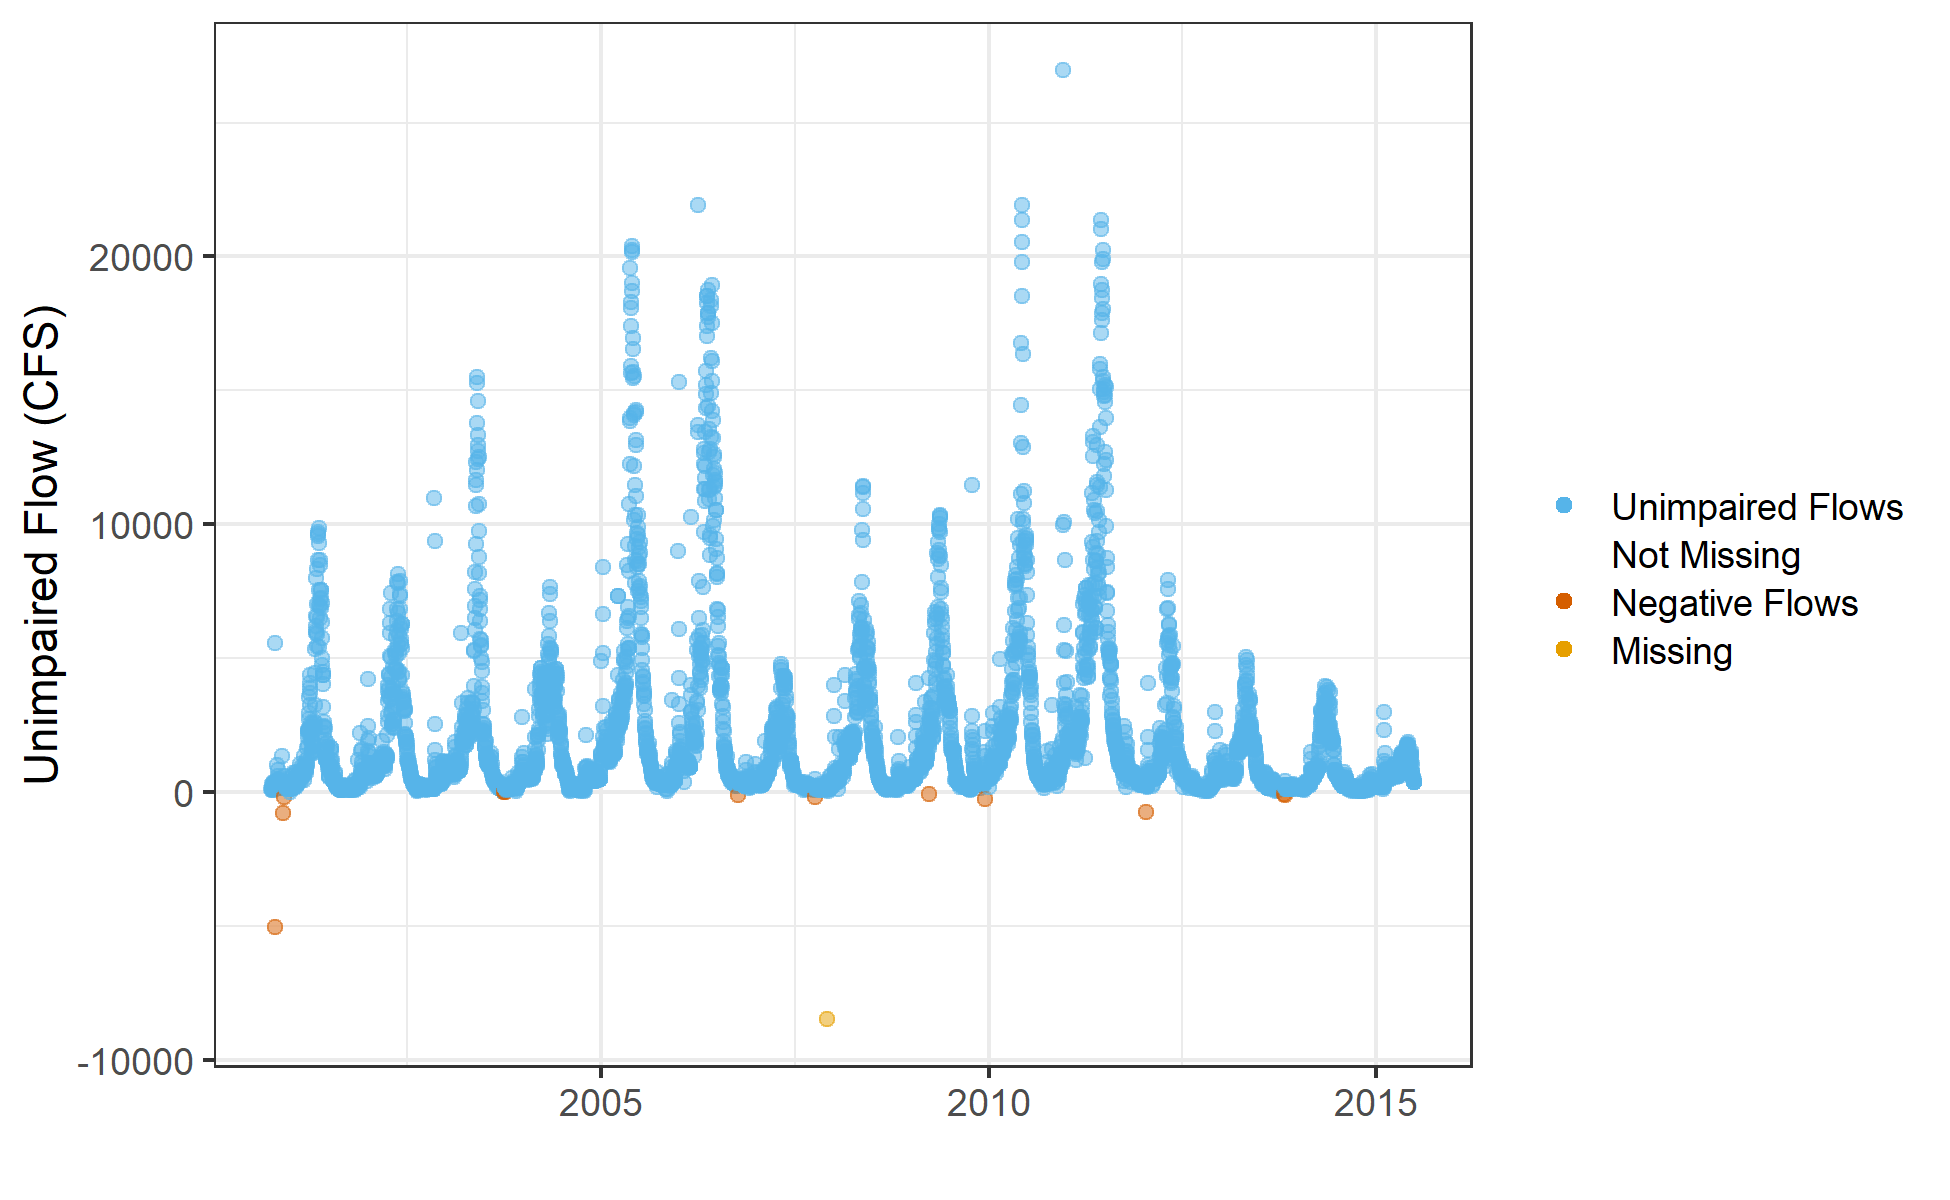 Unimpaired Flow (CFS)
20000
10000
0
-10000
2005
2010
2015
Unimpaired Flows
Not Missing
Negative Flows
Missing